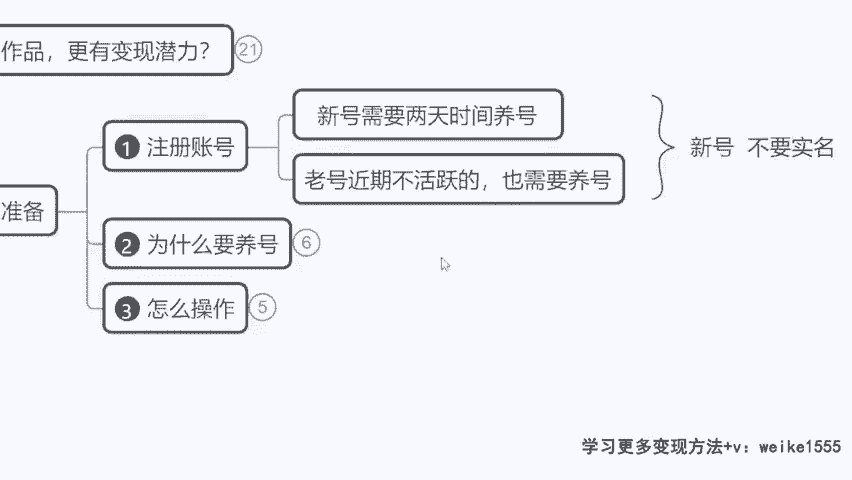 作品，更有变现潜力？ 21
准备
1 注册账号
新号需要两天时间养号
老号近期不活跃的，也需要养号
新号 不要实名
2 为什么要养号 6
3 怎么操作 5
学习更多变现方法+v：weike1555